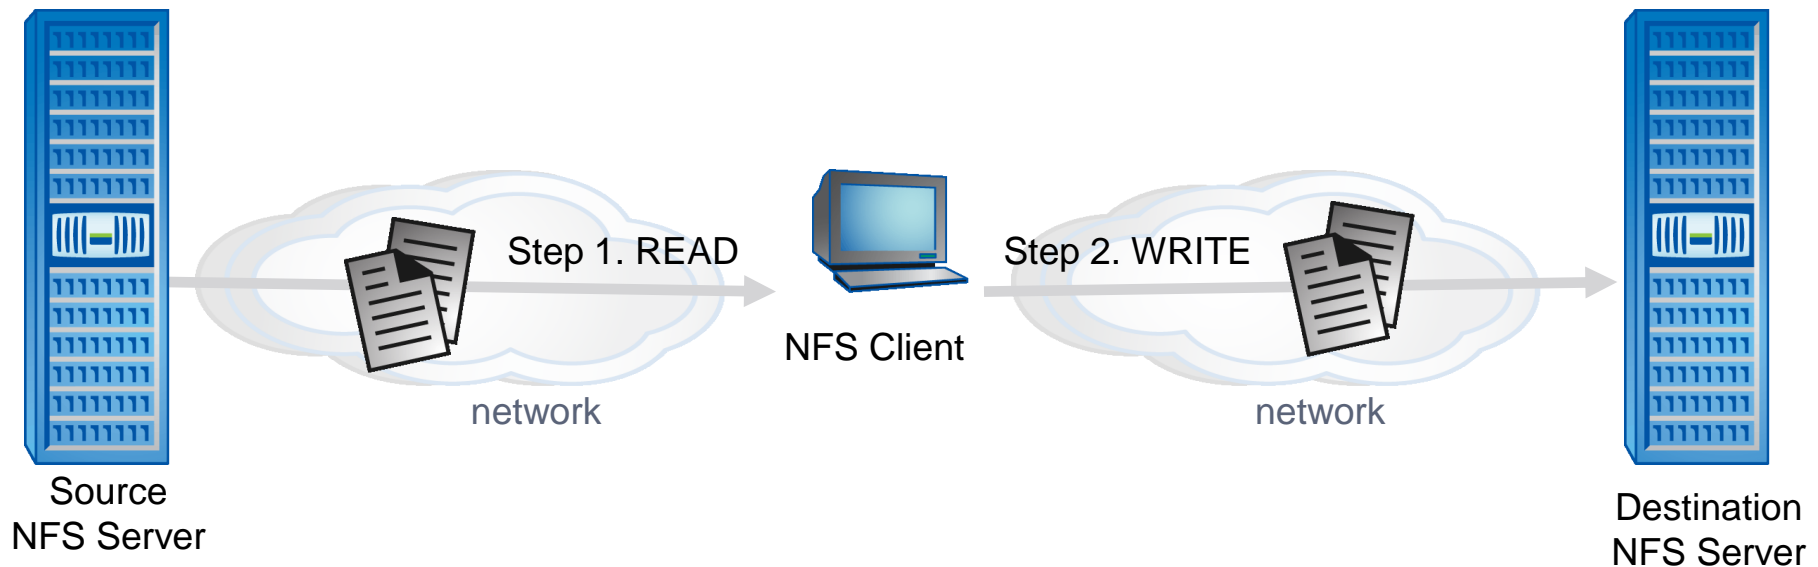 Step 1. READ
Step 2. WRITE
NFS Client
network
network
Source
NFS Server
Destination
NFS Server